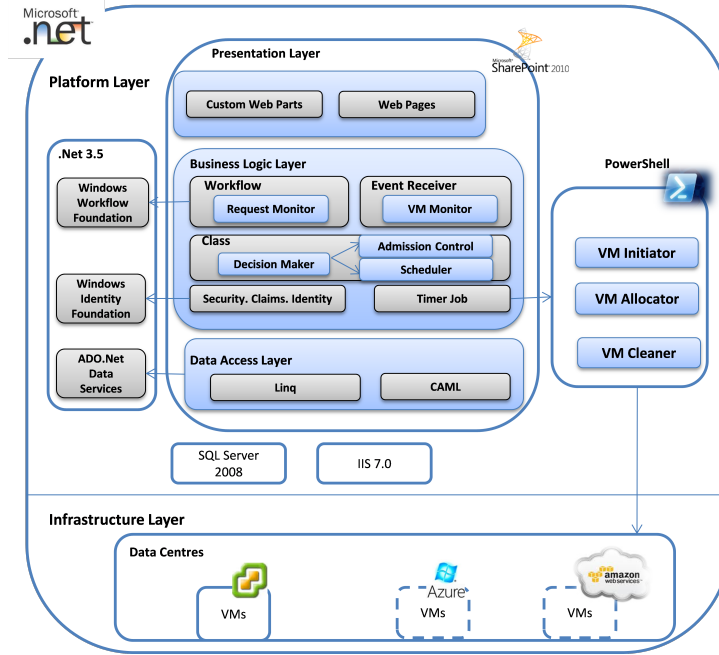 Microsoft
.net
Presentation Layer
Microsoft
SharePoint 2010
Platform Layer
Custom Web Parts
Web Pages
.Net 3.5
Business Logic Layer
PowerShell
Windows
Workflow
Foundation
Workflow
Request Monitor
Event Receiver
VM Monitor
Class
Decision Maker
Admission Control
Scheduler
VM Initiator
Windows
Identity
Foundation
Security. Claims. Identity
Timer Job
VM Allocator
ADO.Net
Data
Services
Data Access Layer
Linq
CAML
VM Cleaner
SQL Server
2008
IIS 7.0
Infrastructure Layer
Data Centres
VMs
Azure
VMs
amazon
webservices
VMs